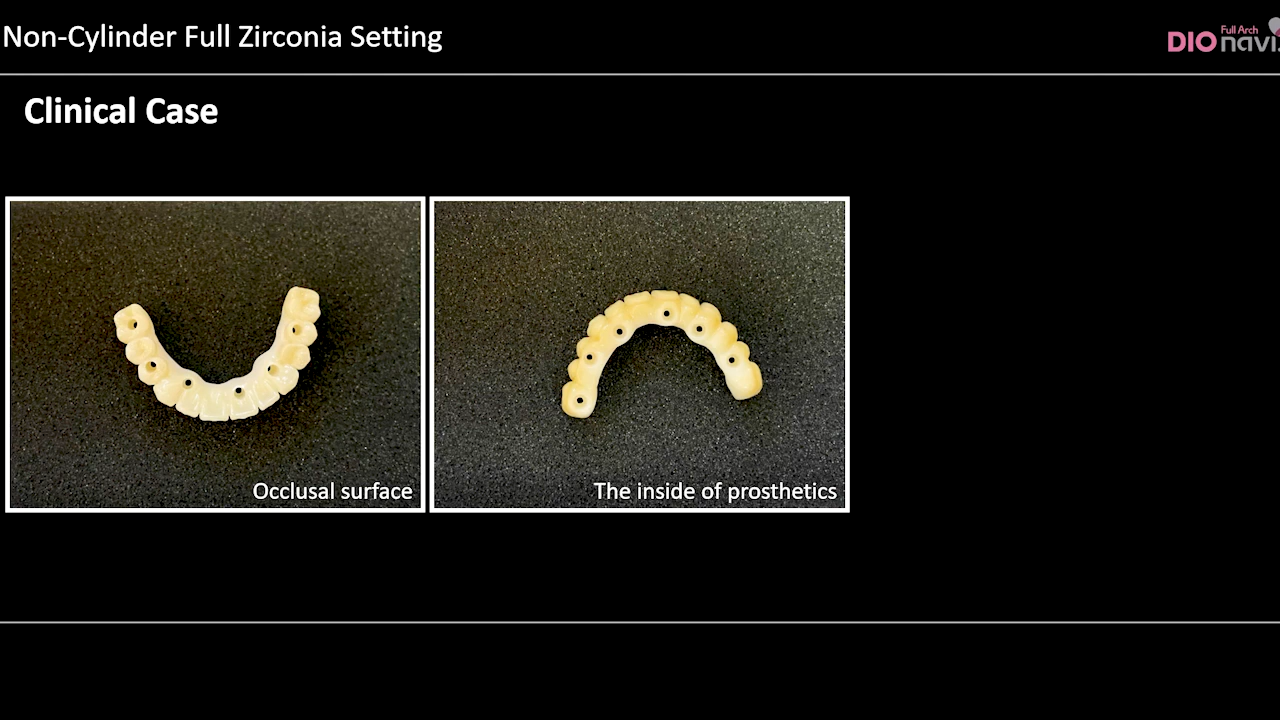 Non-Cylinder Full Zirconia Setting
Full Arch
DIO navi.
Clinical Case
Occlusal surface
The inside of prosthetics